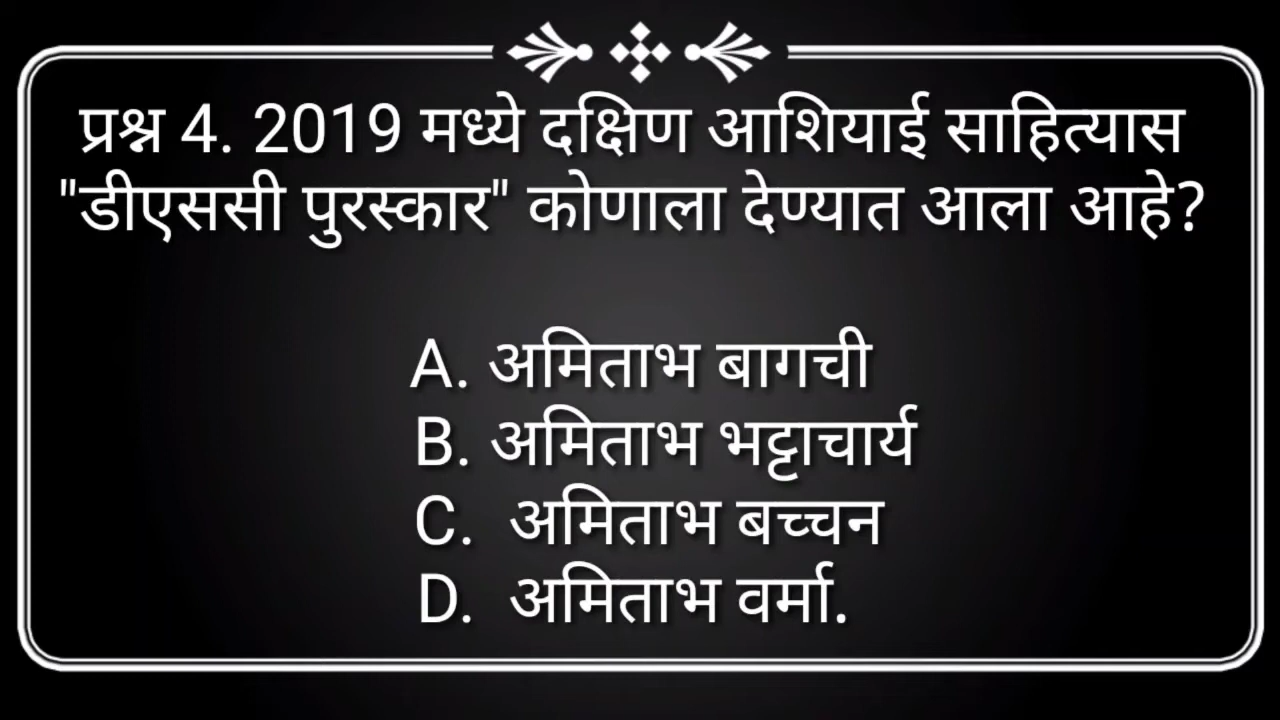 प्रश्न 4. 2019 मध्ये दक्षिण आशियाई साहित्यास
"डीएससी पुरस्कार" कोणाला देण्यात आला आहे?
A. अमिताभ बागची
B. अमिताभ भट्टाचार्य
C. अमिताभ बच्चन
D. अमिताभ वर्मा.